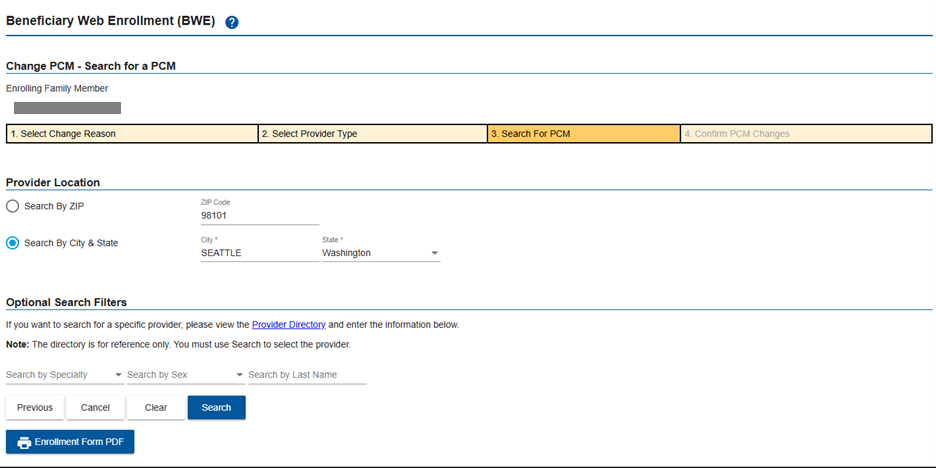 Beneficiary Web Enrollment (BWE) ?
Change PCM - Search for a PCM
Enrolling Family Member
1. Select Change Reason 2. Select Provider Type 3. Search For PCM 4. Confirm PCM Changes
Provider Location
Search By ZIP
ZIP Code
98101
Search By City & State
City * State *
SEATTLE Washington
Optional Search Filters
If you want to search for a specific provider, please view the Provider Directory and enter the information below.
Note: The directory is for reference only. You must use Search to select the provider.
Search by Specialty Search by Sex Search by Last Name
Previous Cancel Clear Search
Enrollment Form PDF